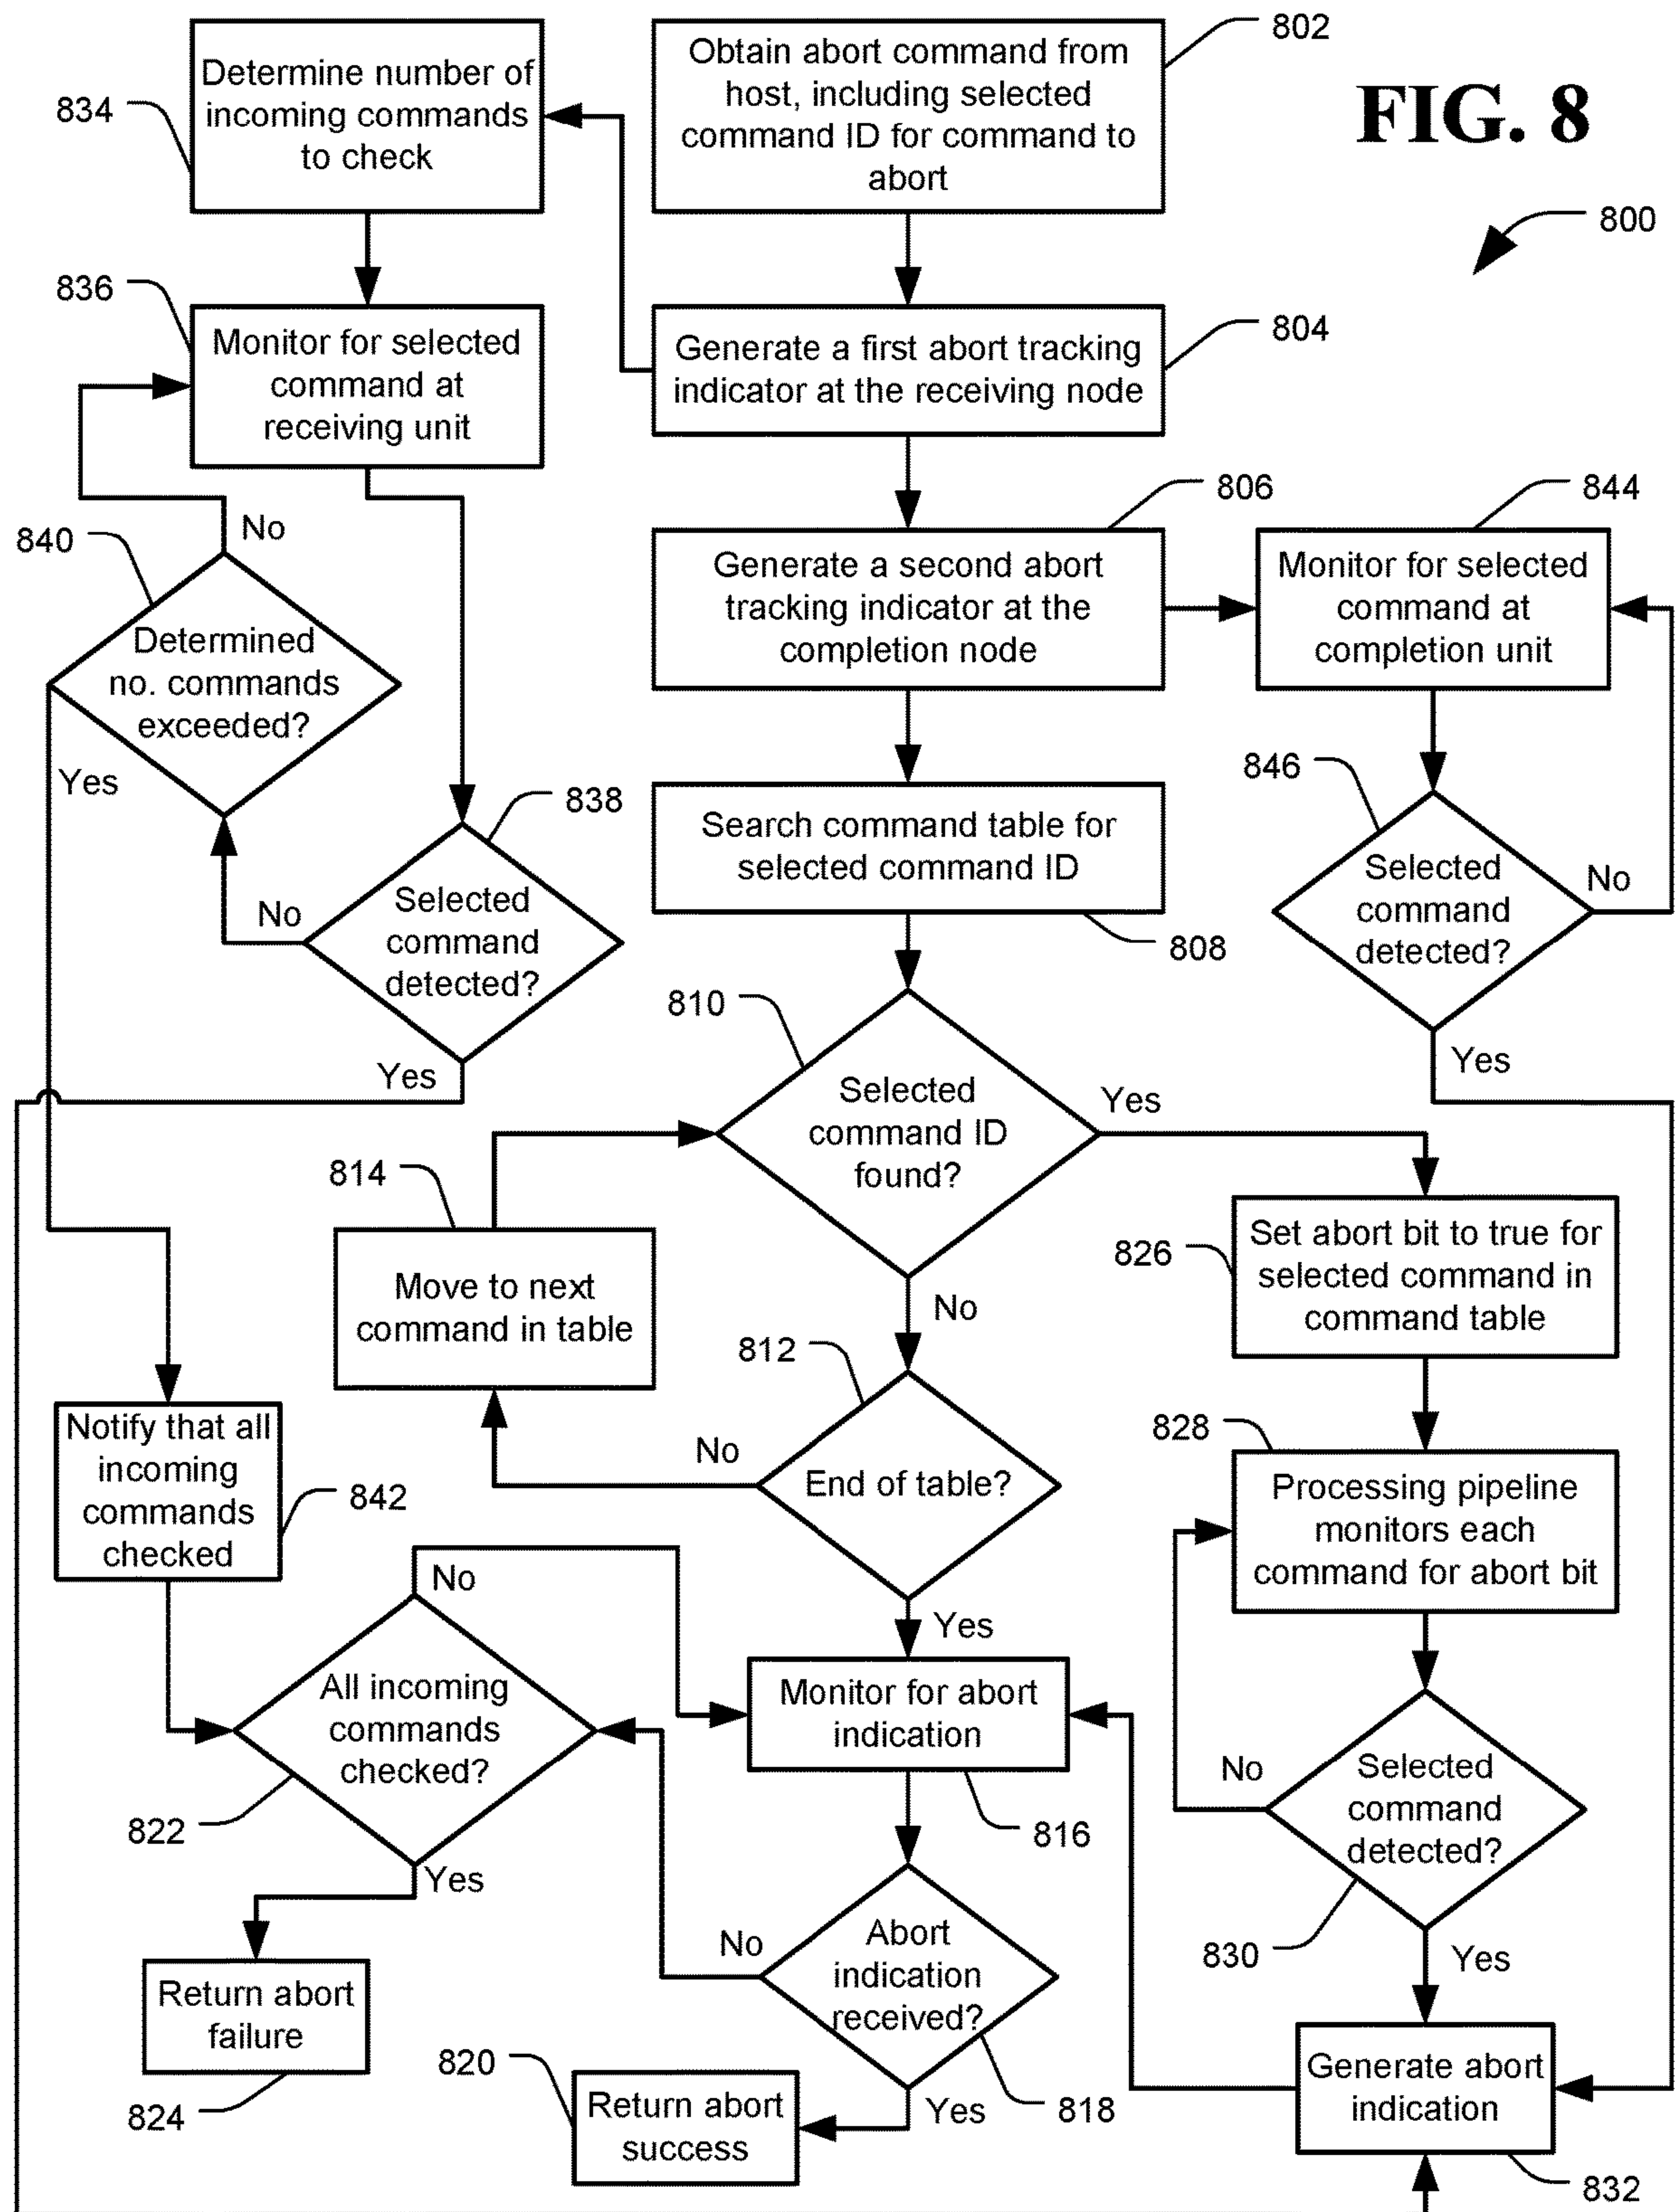 FIG. 8
800
802
Obtain abort command from
host, including selected
command ID for command to
abort
834
Determine number of
incoming commands
to check
836
Monitor for selected
command at
receiving unit
804
Generate a first abort tracking
indicator at the receiving node
806
Generate a second abort
tracking indicator at the
completion node
844
Monitor for selected
command at
completion unit
840
No
Determined
no. commands
exceeded?
Yes
838
No
Selected
command
detected?
Yes
Search command table for
selected command ID
808
846
Selected
command
detected?
No
Yes
810
Selected
command ID
found?
Yes
No
814
Move to next
command in table
812
No
End of table?
Yes
826
Set abort bit to true for
selected command in
command table
828
Processing pipeline
monitors each
command for abort bit
Notify that all
incoming
commands
checked
842
No
All incoming
commands
checked?
822
Yes
Monitor for abort
indication
816
No
Selected
command
detected?
830
Yes
Return abort
failure
824
No
Abort
indication
received?
818
Yes
820
Return abort
success
Generate abort
indication
832